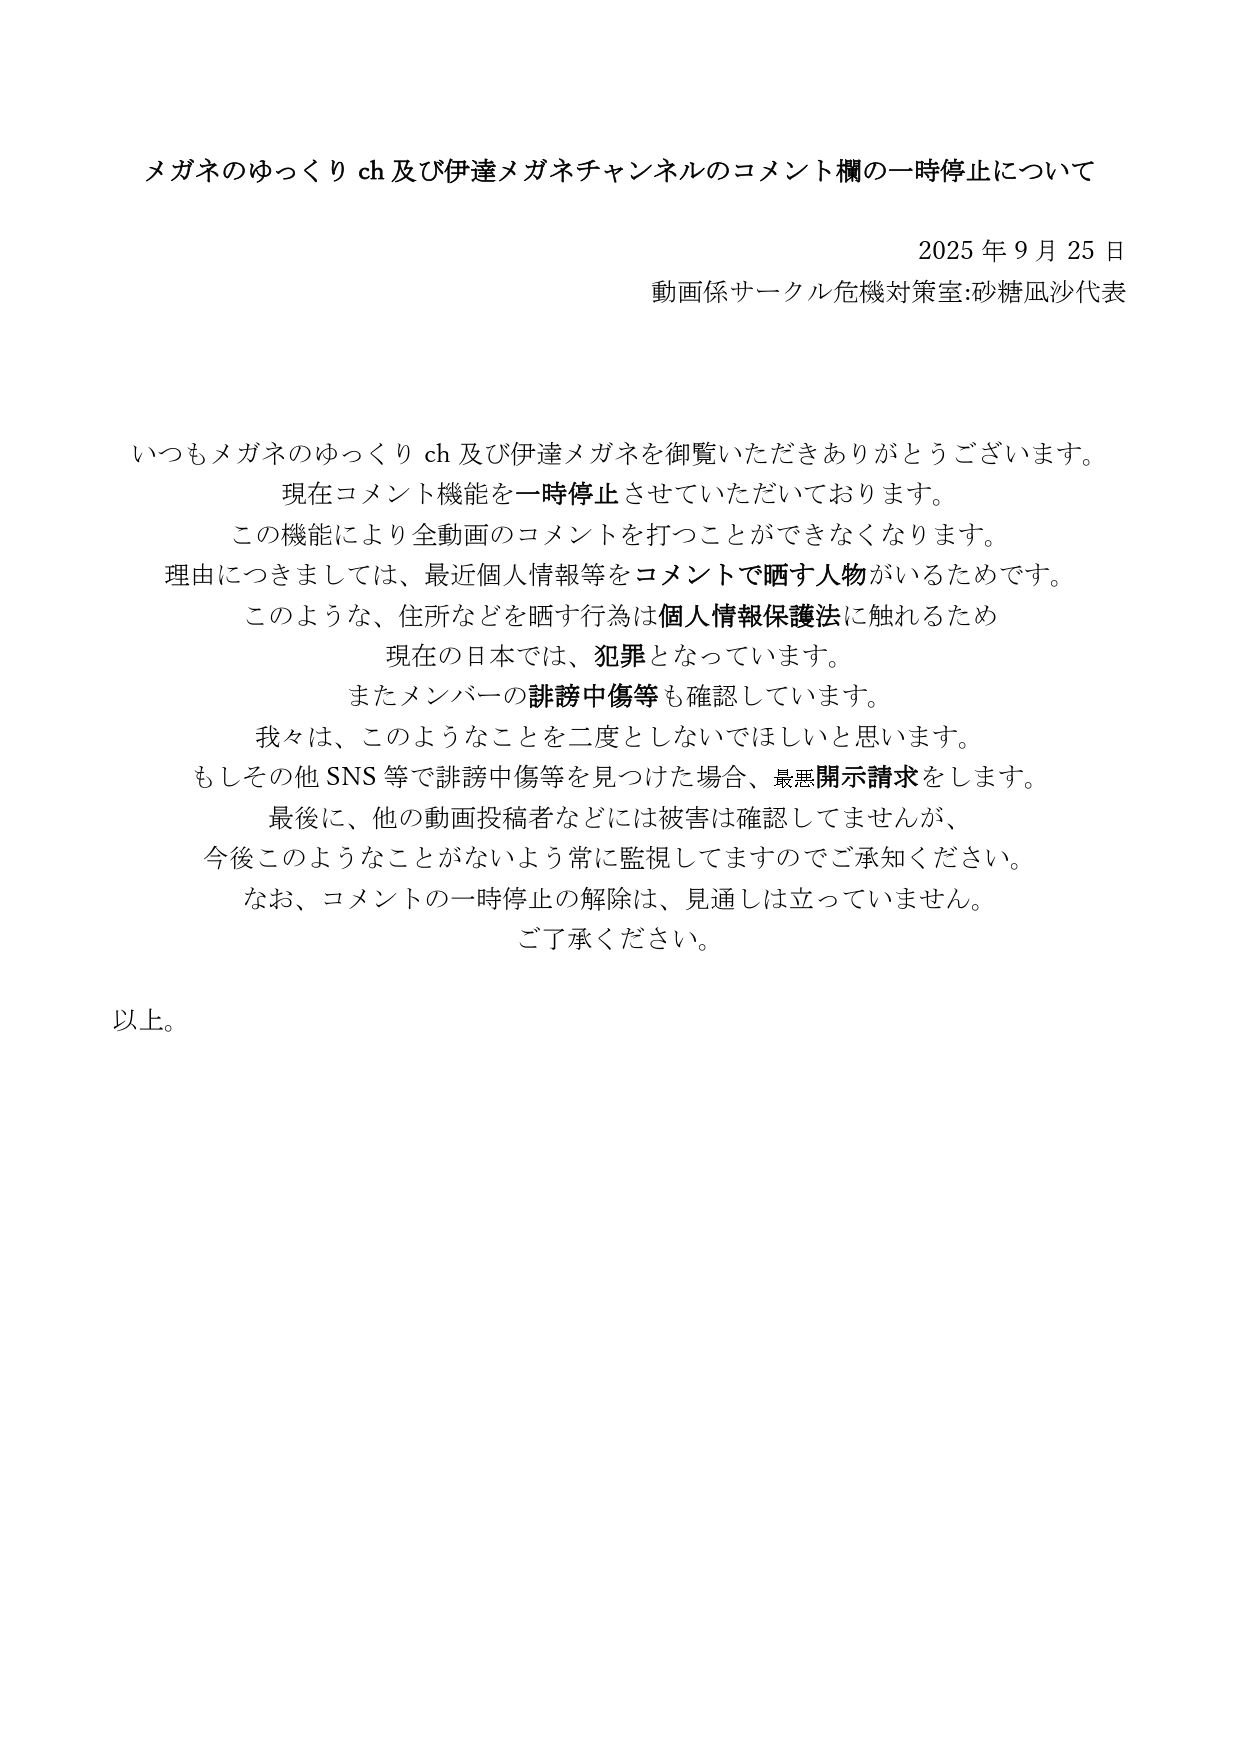 メガネのゆっくり ch 及び伊達メガネチャンネルのコメント欄の一時停止について
2025 年 9 月 25 日
動画係サークル危機対策室:砂糖凪沙代表
いつもメガネのゆっくり ch 及び伊達メガネを御覧いただきありがとうございます。
現在コメント機能を一時停止させていただいております。
この機能により全動画のコメントを打つことができなくなります。
理由につきましては、最近個人情報等をコメントで晒す人物がいるためです。
このような、住所などを晒す行為は個人情報保護法に触れるため
現在の日本では、犯罪となっています。
またメンバーの誹謗中傷等も確認しています。
我々は、このようなことを二度としないでほしいと思います。
もしその他 SNS 等で誹謗中傷等を見つけた場合、最悪開示請求をします。
最後に、他の動画投稿者などには被害は確認してませんが、
今後このようなことがないよう常に監視してますのでご承知ください。
なお、コメントの一時停止の解除は、見通しは立っていません。
ご了承ください。
以上。